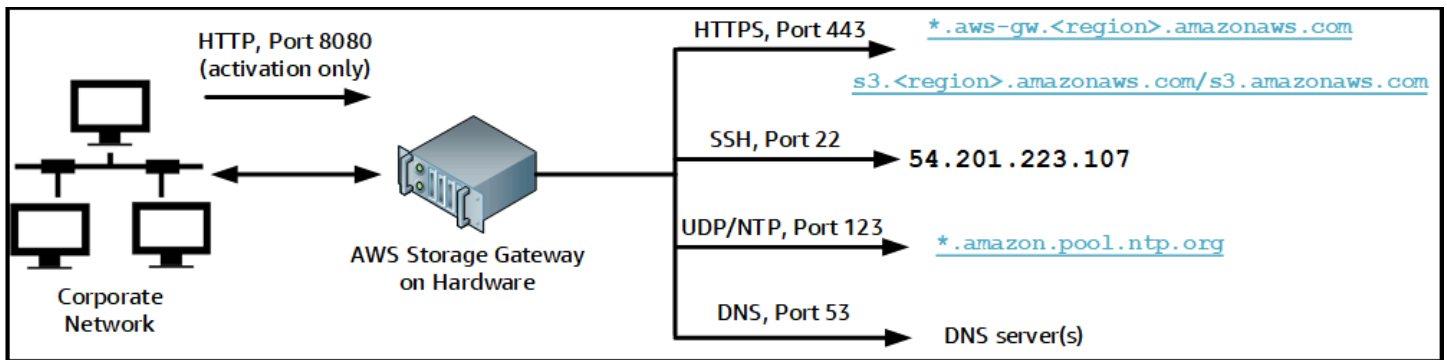 HTTP, Port 8080
(activation only)
Corporate
Network
AWS Storage Gateway
on Hardware
HTTPS, Port 443
*.aws-gw.<region>.amazonaws.com
s3.<region>.amazonaws.com/s3.amazonaws.com
SSH, Port 22
54.201.223.107
UDP/NTP, Port 123
*.amazon.pool.ntp.org
DNS, Port 53
DNS server(s)